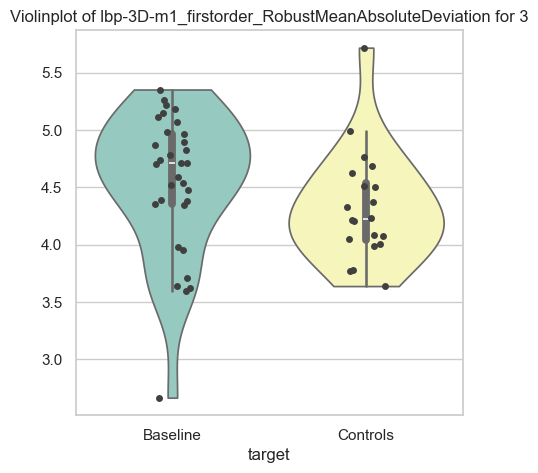 Violinplot of lbp-3D-m1_firstorder_RobustMeanAbsoluteDeviation for 3
5.5
5.0
4.5
4.0
3.5
3.0
Baseline
Controls
target